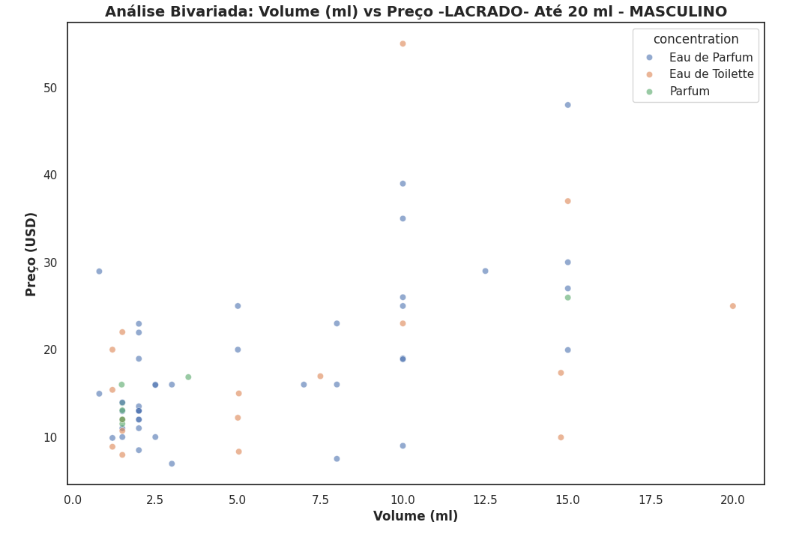 Análise Bivariada: Volume (ml) vs Preço -LACRADO- Até 20 ml - MASCULINO
concentration
Eau de Parfum
Eau de Toilette
Parfum
50
40
30
20
10
Preço (USD)
0.0 2.5 5.0 7.5 10.0 12.5 15.0 17.5 20.0
Volume (ml)